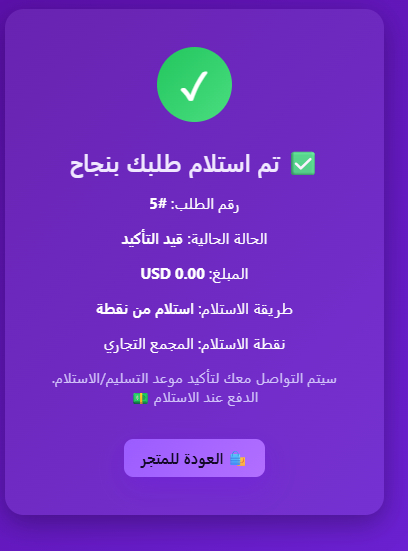 ✅ تم استلام طلبك بنجاح
رقم الطلب: #5
الحالة الحالية: قيد التأكيد
المبلغ: 0.00 USD
طريقة الاستلام: استلام من نقطة
نقطة الاستلام: المجمع التجاري
سيتم التواصل معك لتأكيد موعد التسليم/الاستلام.
الدفع عند الاستلام 💵
🛍️ العودة للمتجر